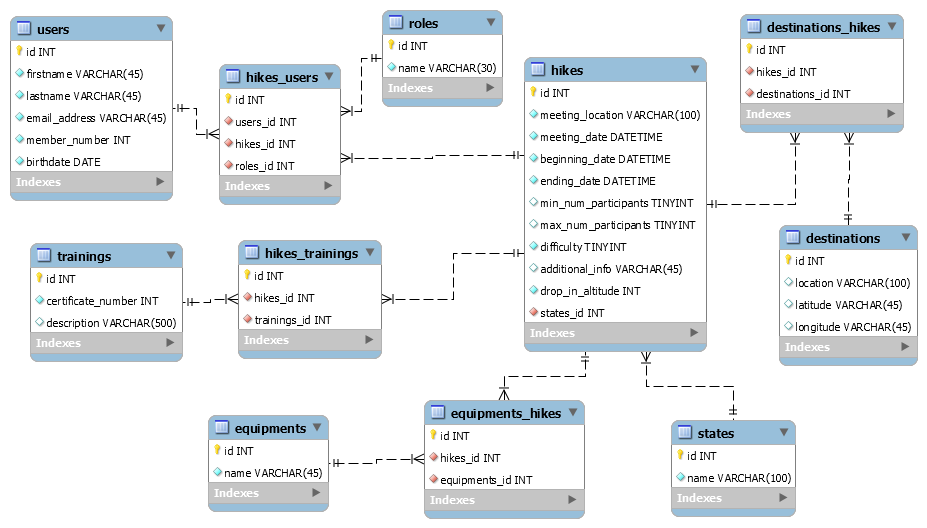 users
id INT
firstname VARCHAR(45)
lastname VARCHAR(45)
email_address VARCHAR(45)
member_number INT
birthdate DATE
Indexes
hikes_users
id INT
users_id INT
hikes_id INT
roles_id INT
Indexes
roles
id INT
name VARCHAR(30)
Indexes
hikes
id INT
meeting_location VARCHAR(100)
meeting_date DATETIME
beginning_date DATETIME
ending_date DATETIME
min_num_participants TINYINT
max_num_participants TINYINT
difficulty TINYINT
additional_info VARCHAR(45)
drop_in_altitude INT
states_id INT
Indexes
destinations_hikes
id INT
hikes_id INT
destinations_id INT
Indexes
destinations
id INT
location VARCHAR(100)
latitude VARCHAR(45)
longitude VARCHAR(45)
Indexes
trainings
id INT
certificate_number INT
description VARCHAR(500)
Indexes
hikes_trainings
id INT
hikes_id INT
trainings_id INT
Indexes
equipments
id INT
name VARCHAR(45)
Indexes
equipments_hikes
id INT
hikes_id INT
equipments_id INT
Indexes
states
id INT
name VARCHAR(100)
Indexes